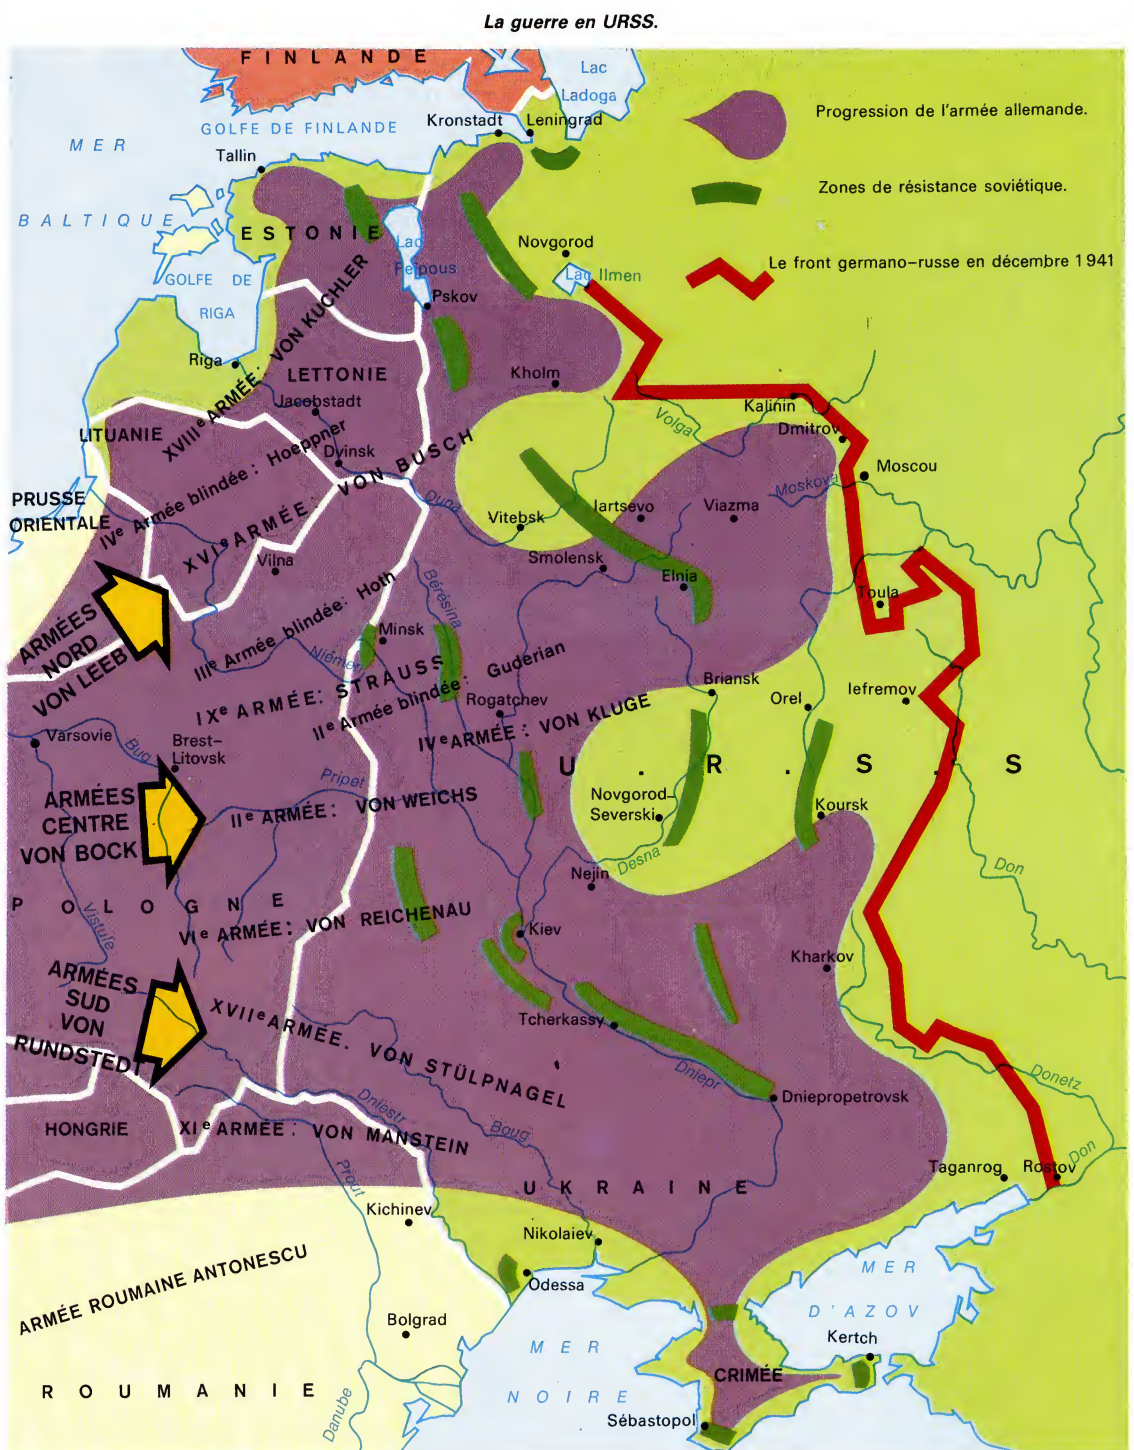 La guerre en URSS.
FINLANDE
Lac
Ladoga
GOLFE DE FINLANDE
Kronstadt
Leningrad
Progression de l'armée allemande.
MER
BALTIQUE
Tallin
Zones de résistance soviétique.
ESTONIE
Lac
Peipous
Novgorod
Lac Ilmen
Le front germano-russe en décembre 1941
GOLFE DE
RIGA
Pskov
Riga
XVIIIe ARMÉE: VON KUCHLER
LETTONIE
Kholm
Jacobstadt
Kalinin
Volga
Dmitrov
LITUANIE
Dvinsk
IVe Armée blindée: Hoeppner
XVIe ARMÉE: VON BUSCH
Moscou
Moskova
PRUSSE
ORIENTALE
Duna
Vitebsk
Iartsevo
Viazma
Vilna
Smolensk
Elnia
Toula
Bérésina
IIIe Armée blindée: Hoth
Minsk
Niémen
ARMÉES
NORD
VON LEEB
IXe ARMÉE: STRAUSS
IIe Armée blindée: Guderian
Rogatchev
IVe ARMÉE: VON KLUGE
Briansk
Orel
Iefremov
Varsovie
Bug
Brest-
Litovsk
Pripet
U.R.S.S
ARMÉES
CENTRE
VON BOCK
IIe ARMÉE: VON WEICHS
Novgorod-
Severski
Koursk
Desna
Nejin
Don
POLOGNE
Vistule
VIe ARMÉE: VON REICHENAU
Kiev
Kharkov
ARMÉES
SUD
VON
RUNDSTEDT
XVIIe ARMÉE. VON STÜLPNAGEL
Tcherkassy
Dniepr
Dniepropetrovsk
Donetz
HONGRIE
XIe ARMÉE: VON MANSTEIN
Dniestr
Boug
Taganrog
Rostov
Don
Prout
UKRAINE
Kichinev
Nikolaiev
Odessa
ARMÉE ROUMAINE ANTONESCU
MER
D'AZOV
Bolgrad
Kertch
MER
NOIRE
ROUMANIE
Danube
CRIMÉE
Sébastopol